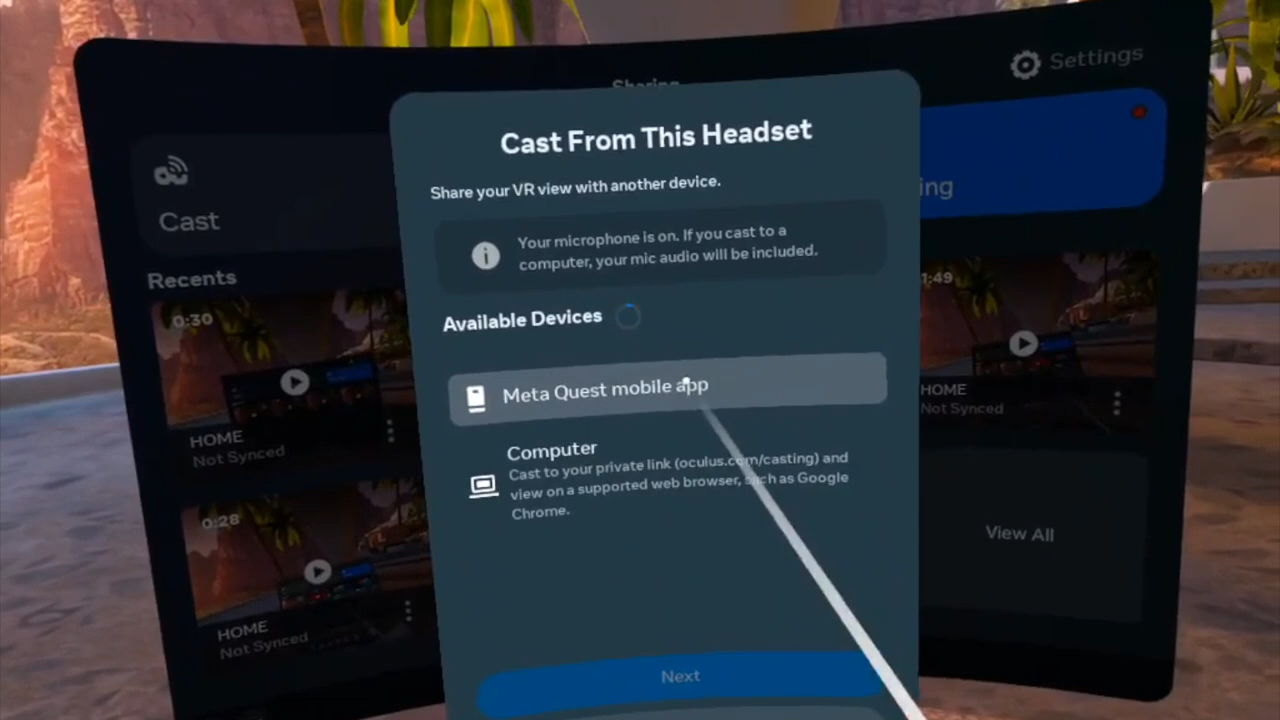 Sharing
Settings
Cast From This Headset
Share your VR view with another device.
Your microphone is on. If you cast to a
computer, your mic audio will be included.
Available Devices
Meta Quest mobile app
Computer
Cast to your private link (oculus.com/casting) and
view on a supported web browser, such as Google
Chrome.
Next
Cast
Recents
0:30
HOME
Not Synced
0:28
HOME
Not Synced
ing
1:49
HOME
Not Synced
View All